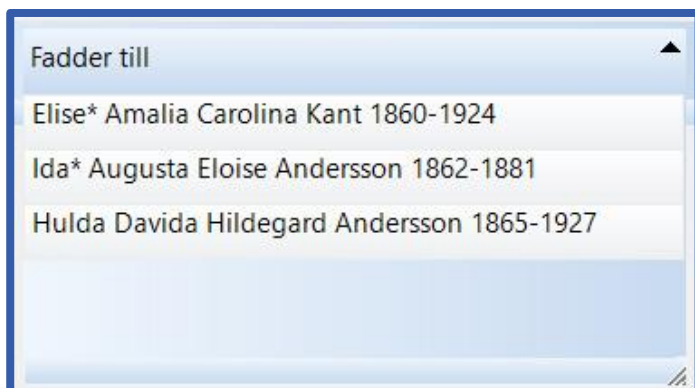 Fadder till
Elise* Amalia Carolina Kant 1860-1924
Ida* Augusta Eloise Andersson 1862-1881
Hulda Davida Hildegard Andersson 1865-1927